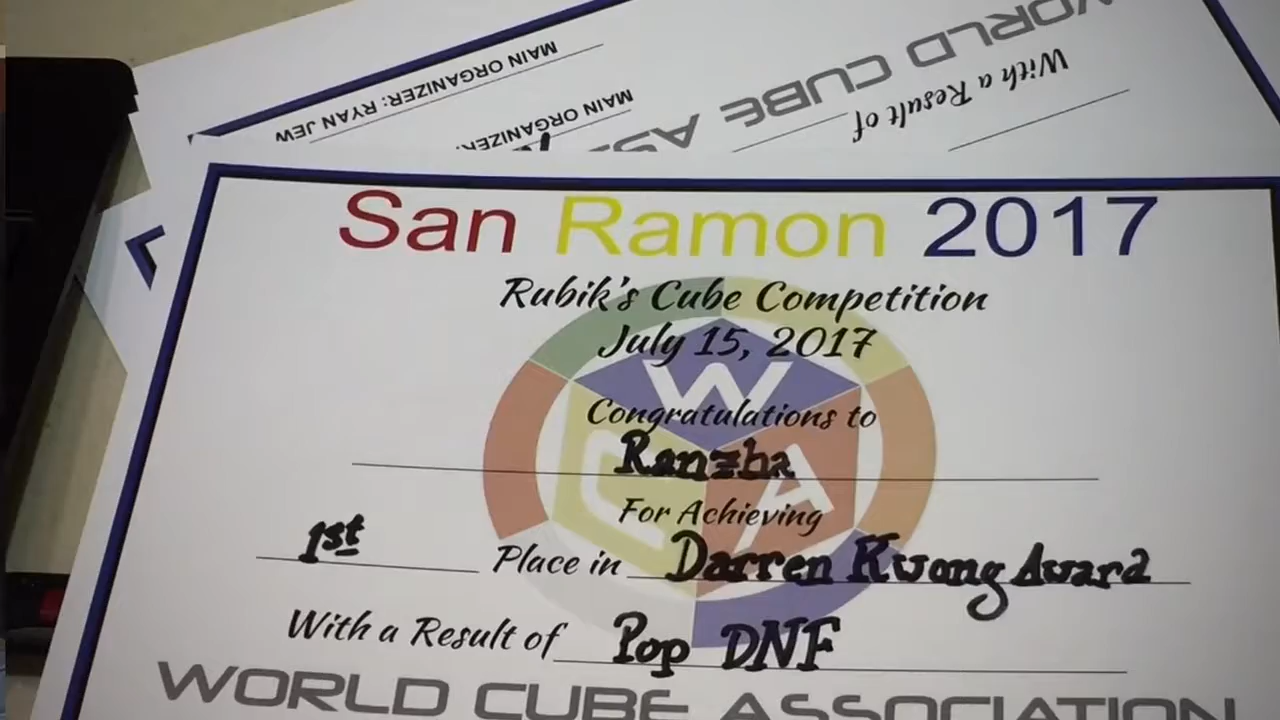 MAIN ORGANIZER: RYAN JEW
MAIN ORGANIZER:
WORLD CUBE AS
With a Result of
San Ramon 2017
Rubik's Cube Competition
July 15, 2017
W
C
A
Congratulations to
Ranzha
For Achieving
1st Place in Darren Kwong Award
With a Result of Pop DNF
WORLD CUBE ASSOCIATION